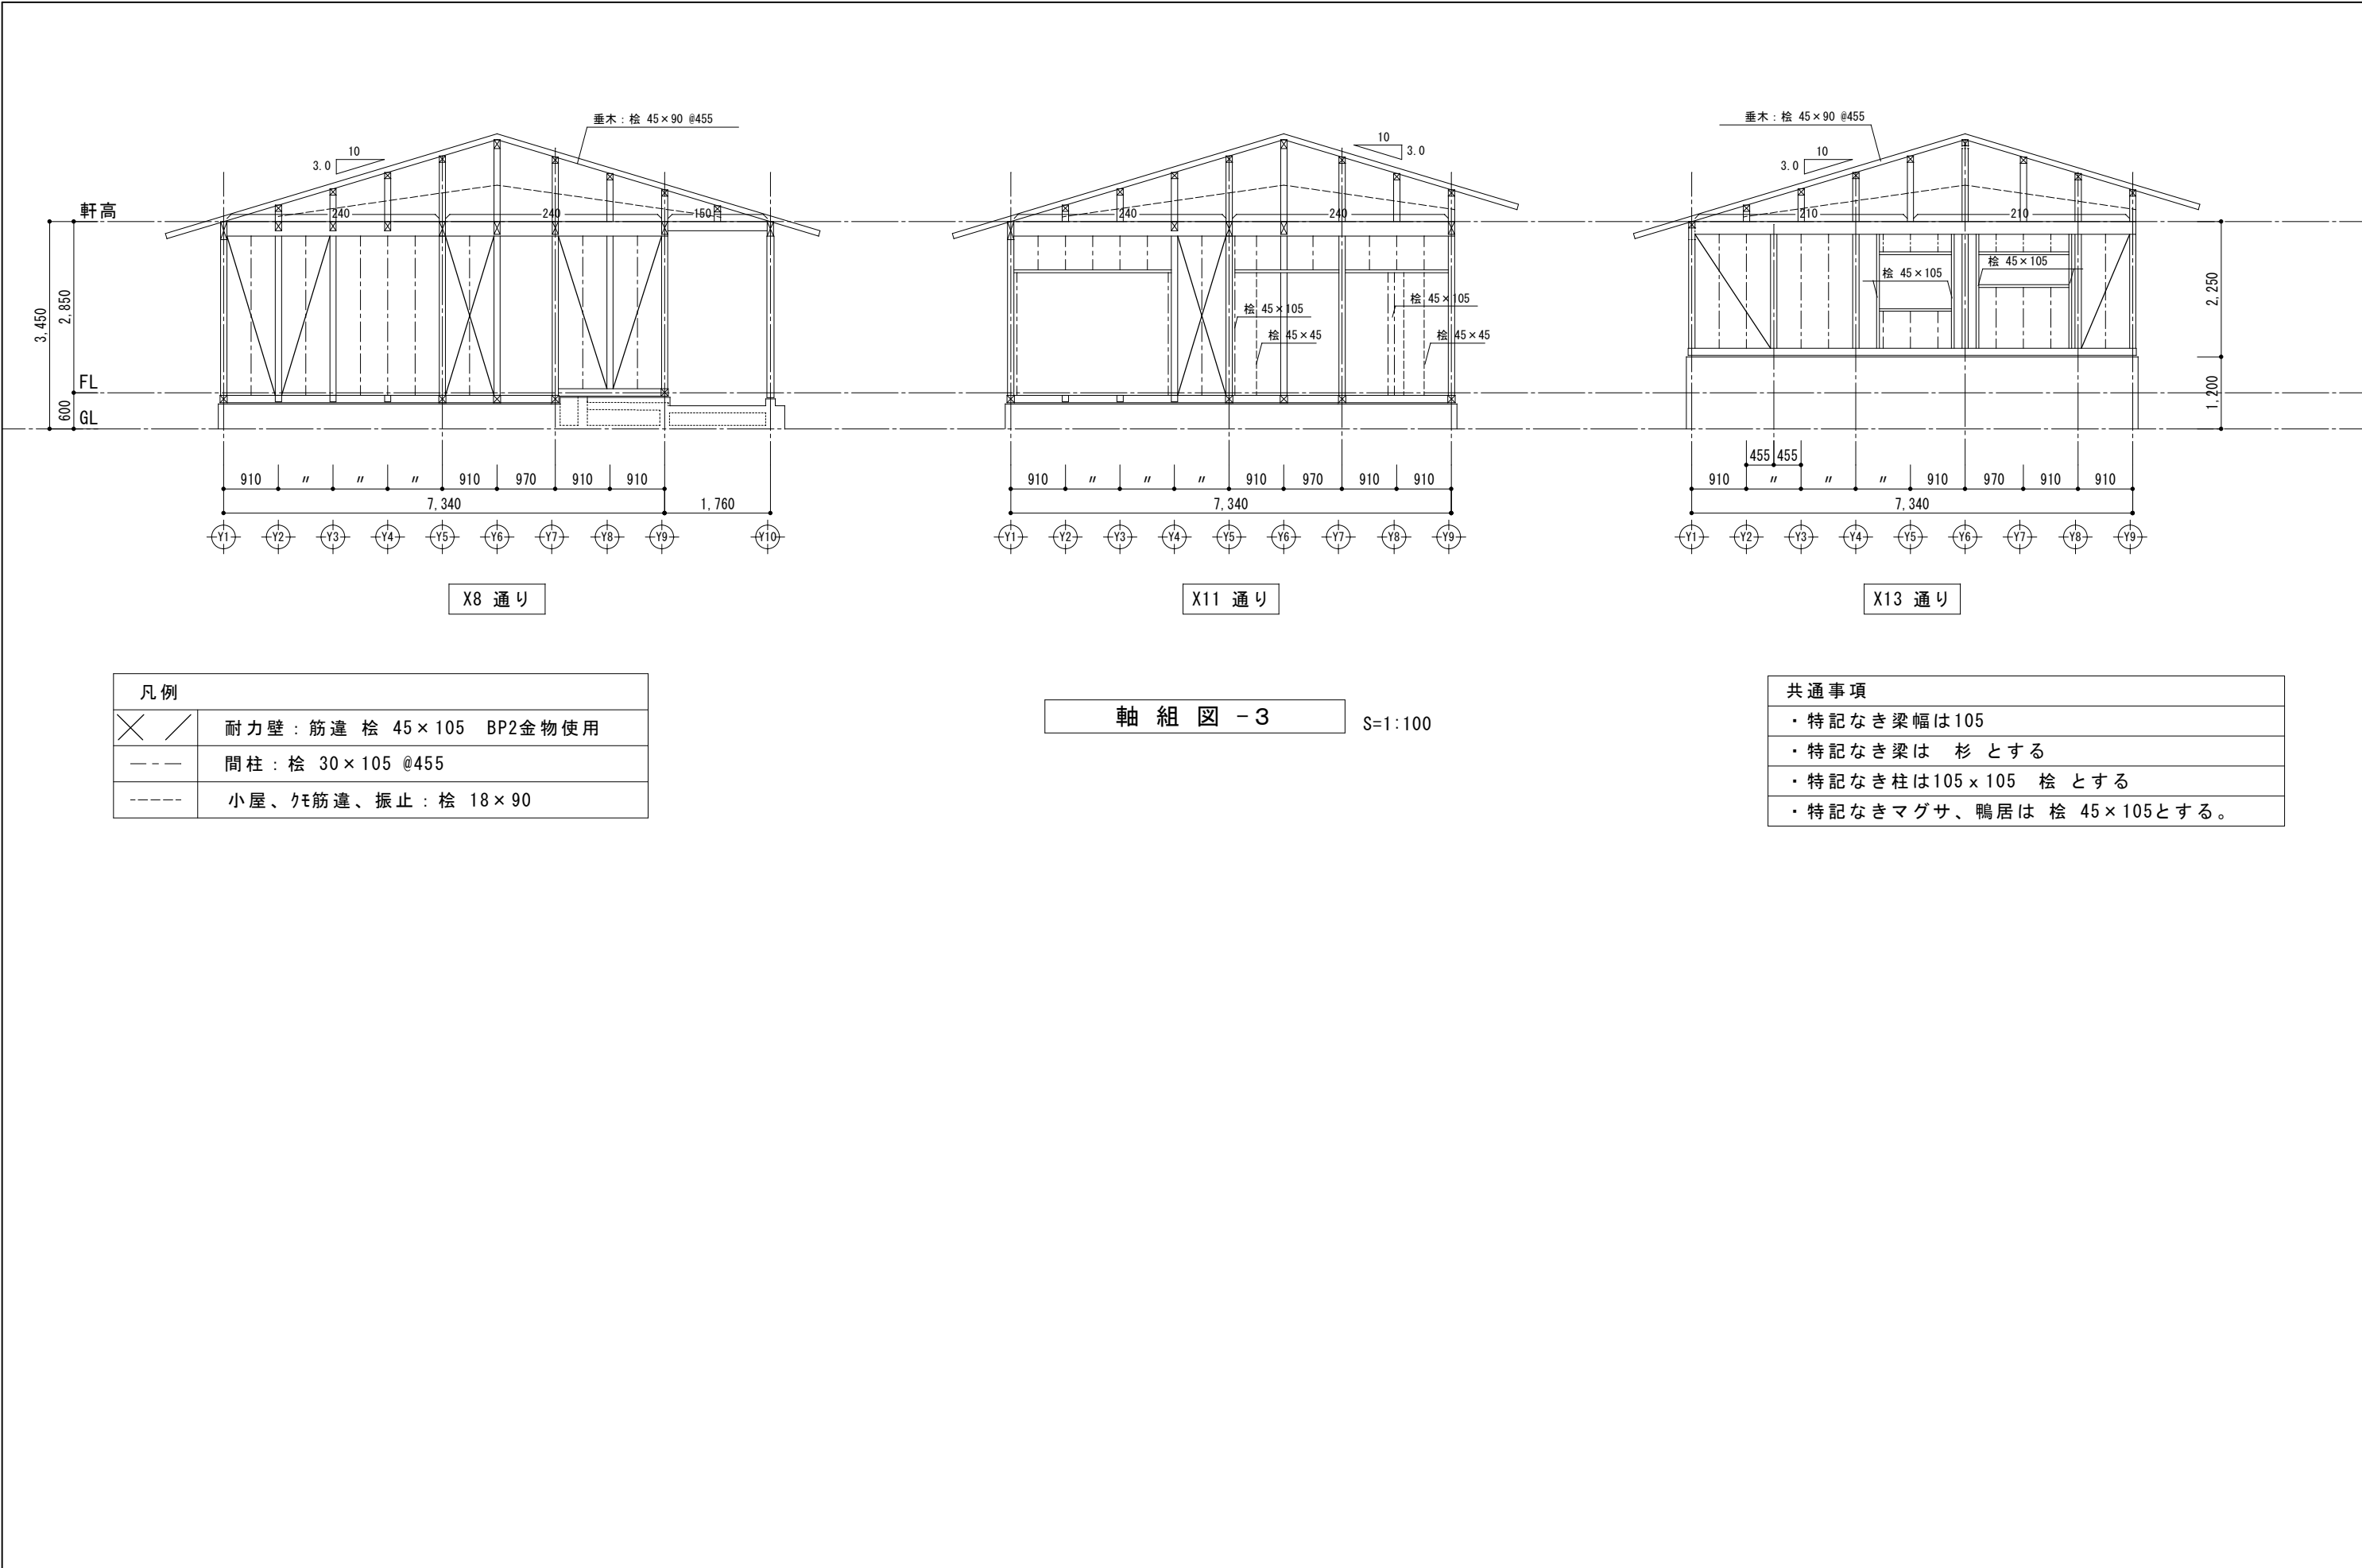 垂木：桧 45×90 @455
10
3.0
軒高
240
240
150
3,450
2,850
600
FL
GL
910
〃
〃
〃
910
970
910
910
7,340
1,760
Y1
Y2
Y3
Y4
Y5
Y6
Y7
Y8
Y9
Y10
X8 通り
10
3.0
240
240
桧 45×105
桧 45×45
桧 45×105
桧 45×45
910
〃
〃
〃
910
970
910
910
7,340
Y1
Y2
Y3
Y4
Y5
Y6
Y7
Y8
Y9
X11 通り
垂木：桧 45×90 @455
10
3.0
210
210
桧 45×105
桧 45×105
2,250
1,200
455
455
910
〃
〃
〃
910
970
910
910
7,340
Y1
Y2
Y3
Y4
Y5
Y6
Y7
Y8
Y9
X13 通り
凡例
耐力壁：筋違 桧 45×105 BP2金物使用
間柱：桧 30×105 @455
小屋、ｸﾓ筋違、振止：桧 18×90
軸 組 図 －３
S=1:100
共通事項
・特記なき梁幅は105
・特記なき梁は 杉 とする
・特記なき柱は105ｘ105 桧 とする
・特記なきマグサ、鴨居は 桧 45×105とする。